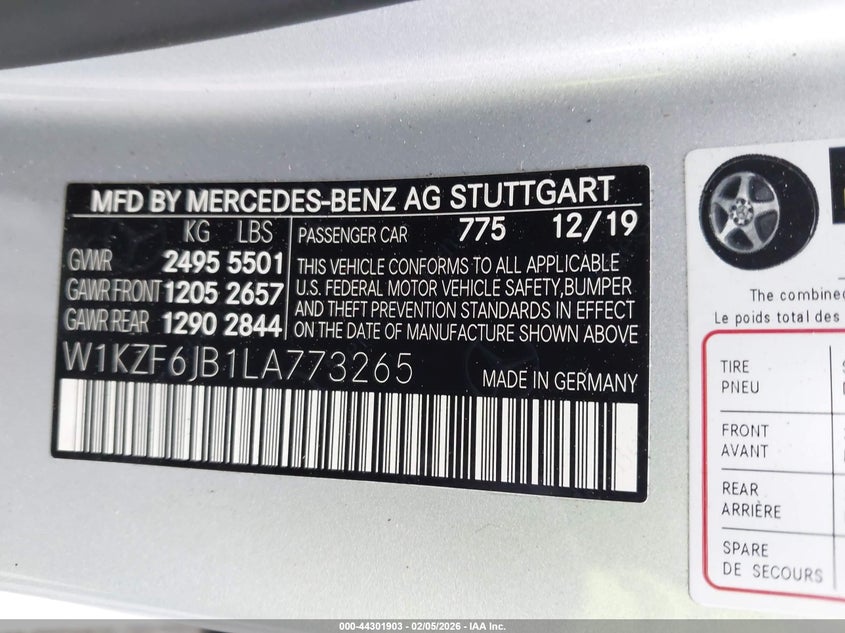 MFD BY MERCEDES-BENZ AG STUTTGART
KG LBS
GVWR 2495 5501
GAWR FRONT 1205 2657
GAWR REAR 1290 2844
PASSENGER CAR 775 12/19
THIS VEHICLE CONFORMS TO ALL APPLICABLE
U.S. FEDERAL MOTOR VEHICLE SAFETY,BUMPER
AND THEFT PREVENTION STANDARDS IN EFFECT
ON THE DATE OF MANUFACTURE SHOWN ABOVE
W1KZF6JB1LA773265
MADE IN GERMANY
The combined
Le poids total des
TIRE
PNEU
FRONT
AVANT
REAR
ARRIÈRE
SPARE
DE SECOURS
000-44301903 - 02/05/2026 - IAA Inc.